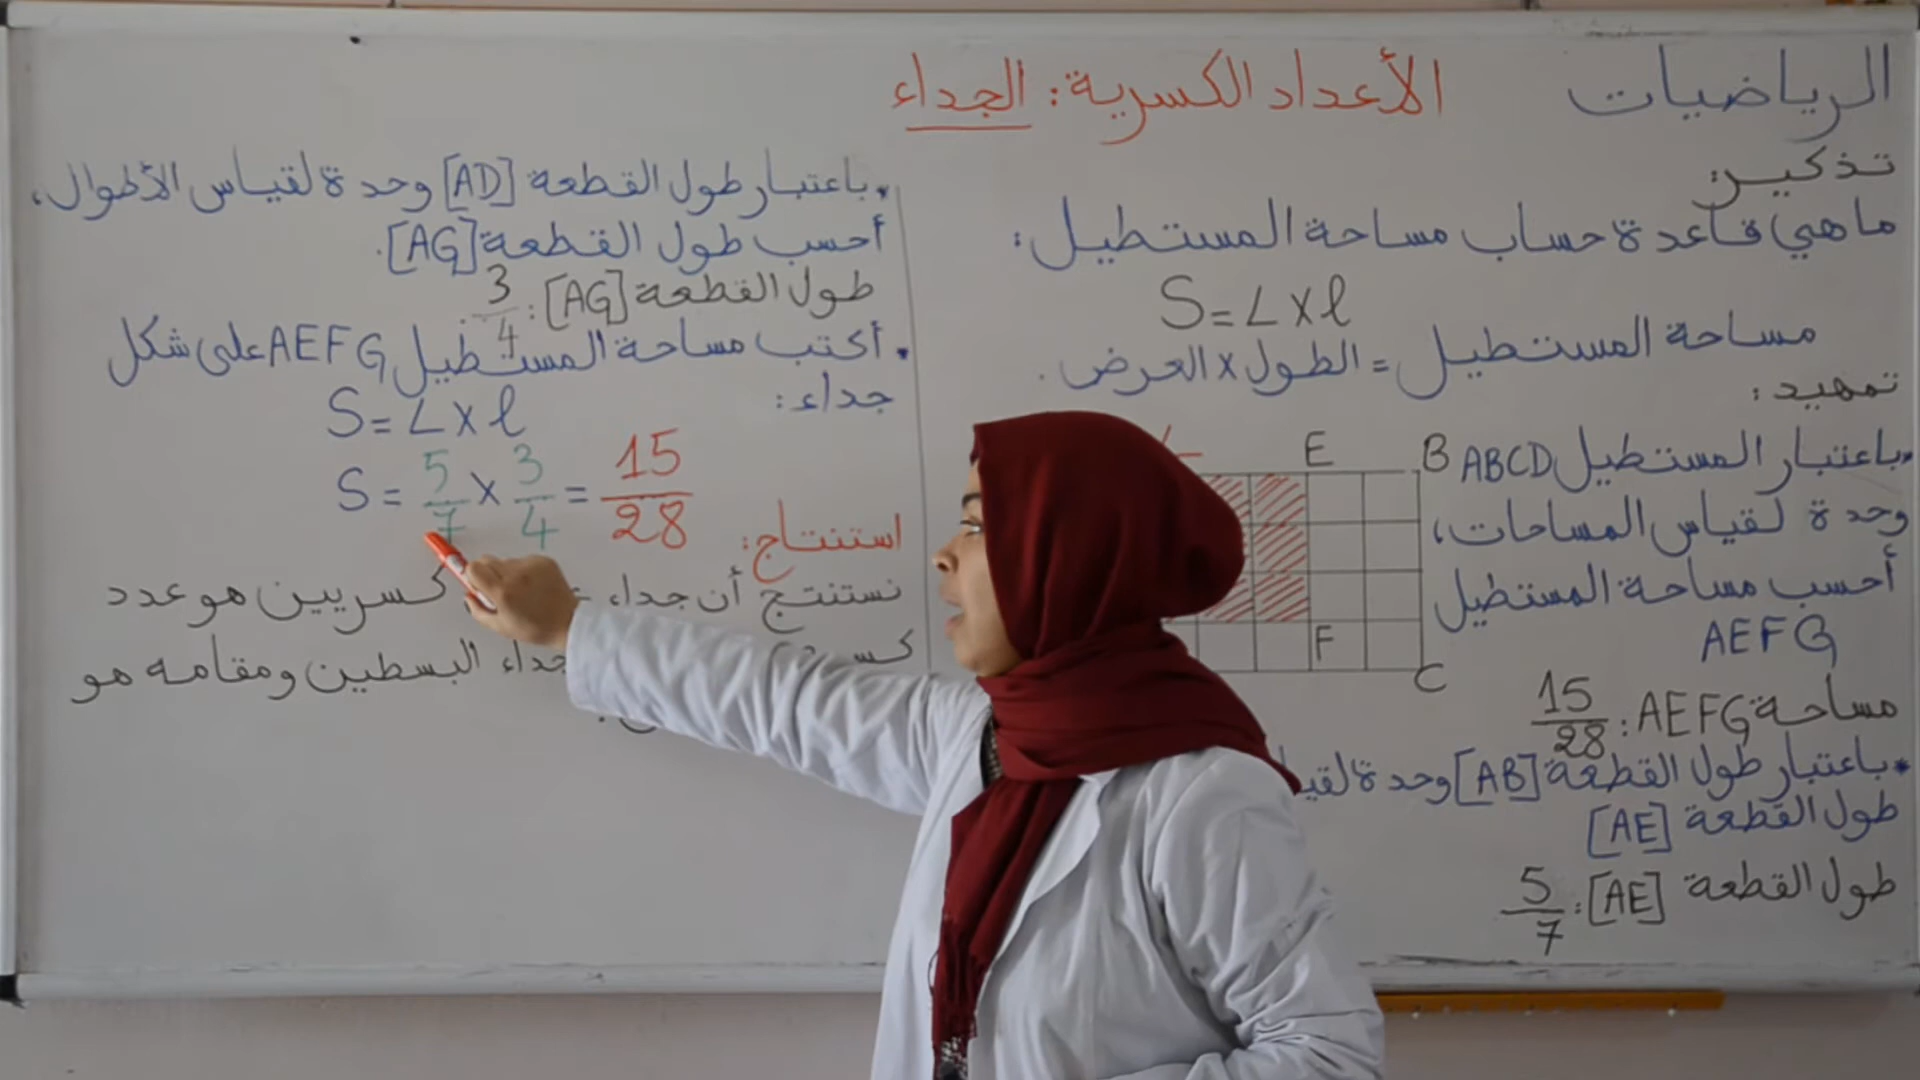 الرياضيات
الأعداد الكسرية: الجداء
تذكير:
ما هي قاعدة حساب مساحة المستطيل:
S = L x l
مساحة المستطيل = الطول x العرض.
تمهيد:
باعتبار المستطيل ABCD
وحدة لقياس المساحات،
أحسب مساحة المستطيل
AEFG
مساحة AEFG: 15/28
• باعتبار طول القطعة [AB] وحدة
طول القطعة [AE]
طول القطعة [AE]: 5/7
E
B
F
C
• باعتبار طول القطعة [AD] وحدة لقياس الأطوال،
أحسب طول القطعة [AG].
طول القطعة [AG]: 3/4.
• أكتب مساحة المستطيل AEFG على شكل
جداء:
S = L x l
S = 5/7 x 3/4 = 15/28
استنتاج:
نستنتج أن جداء كسريين هو عدد
جداء البسطين ومقامه هو